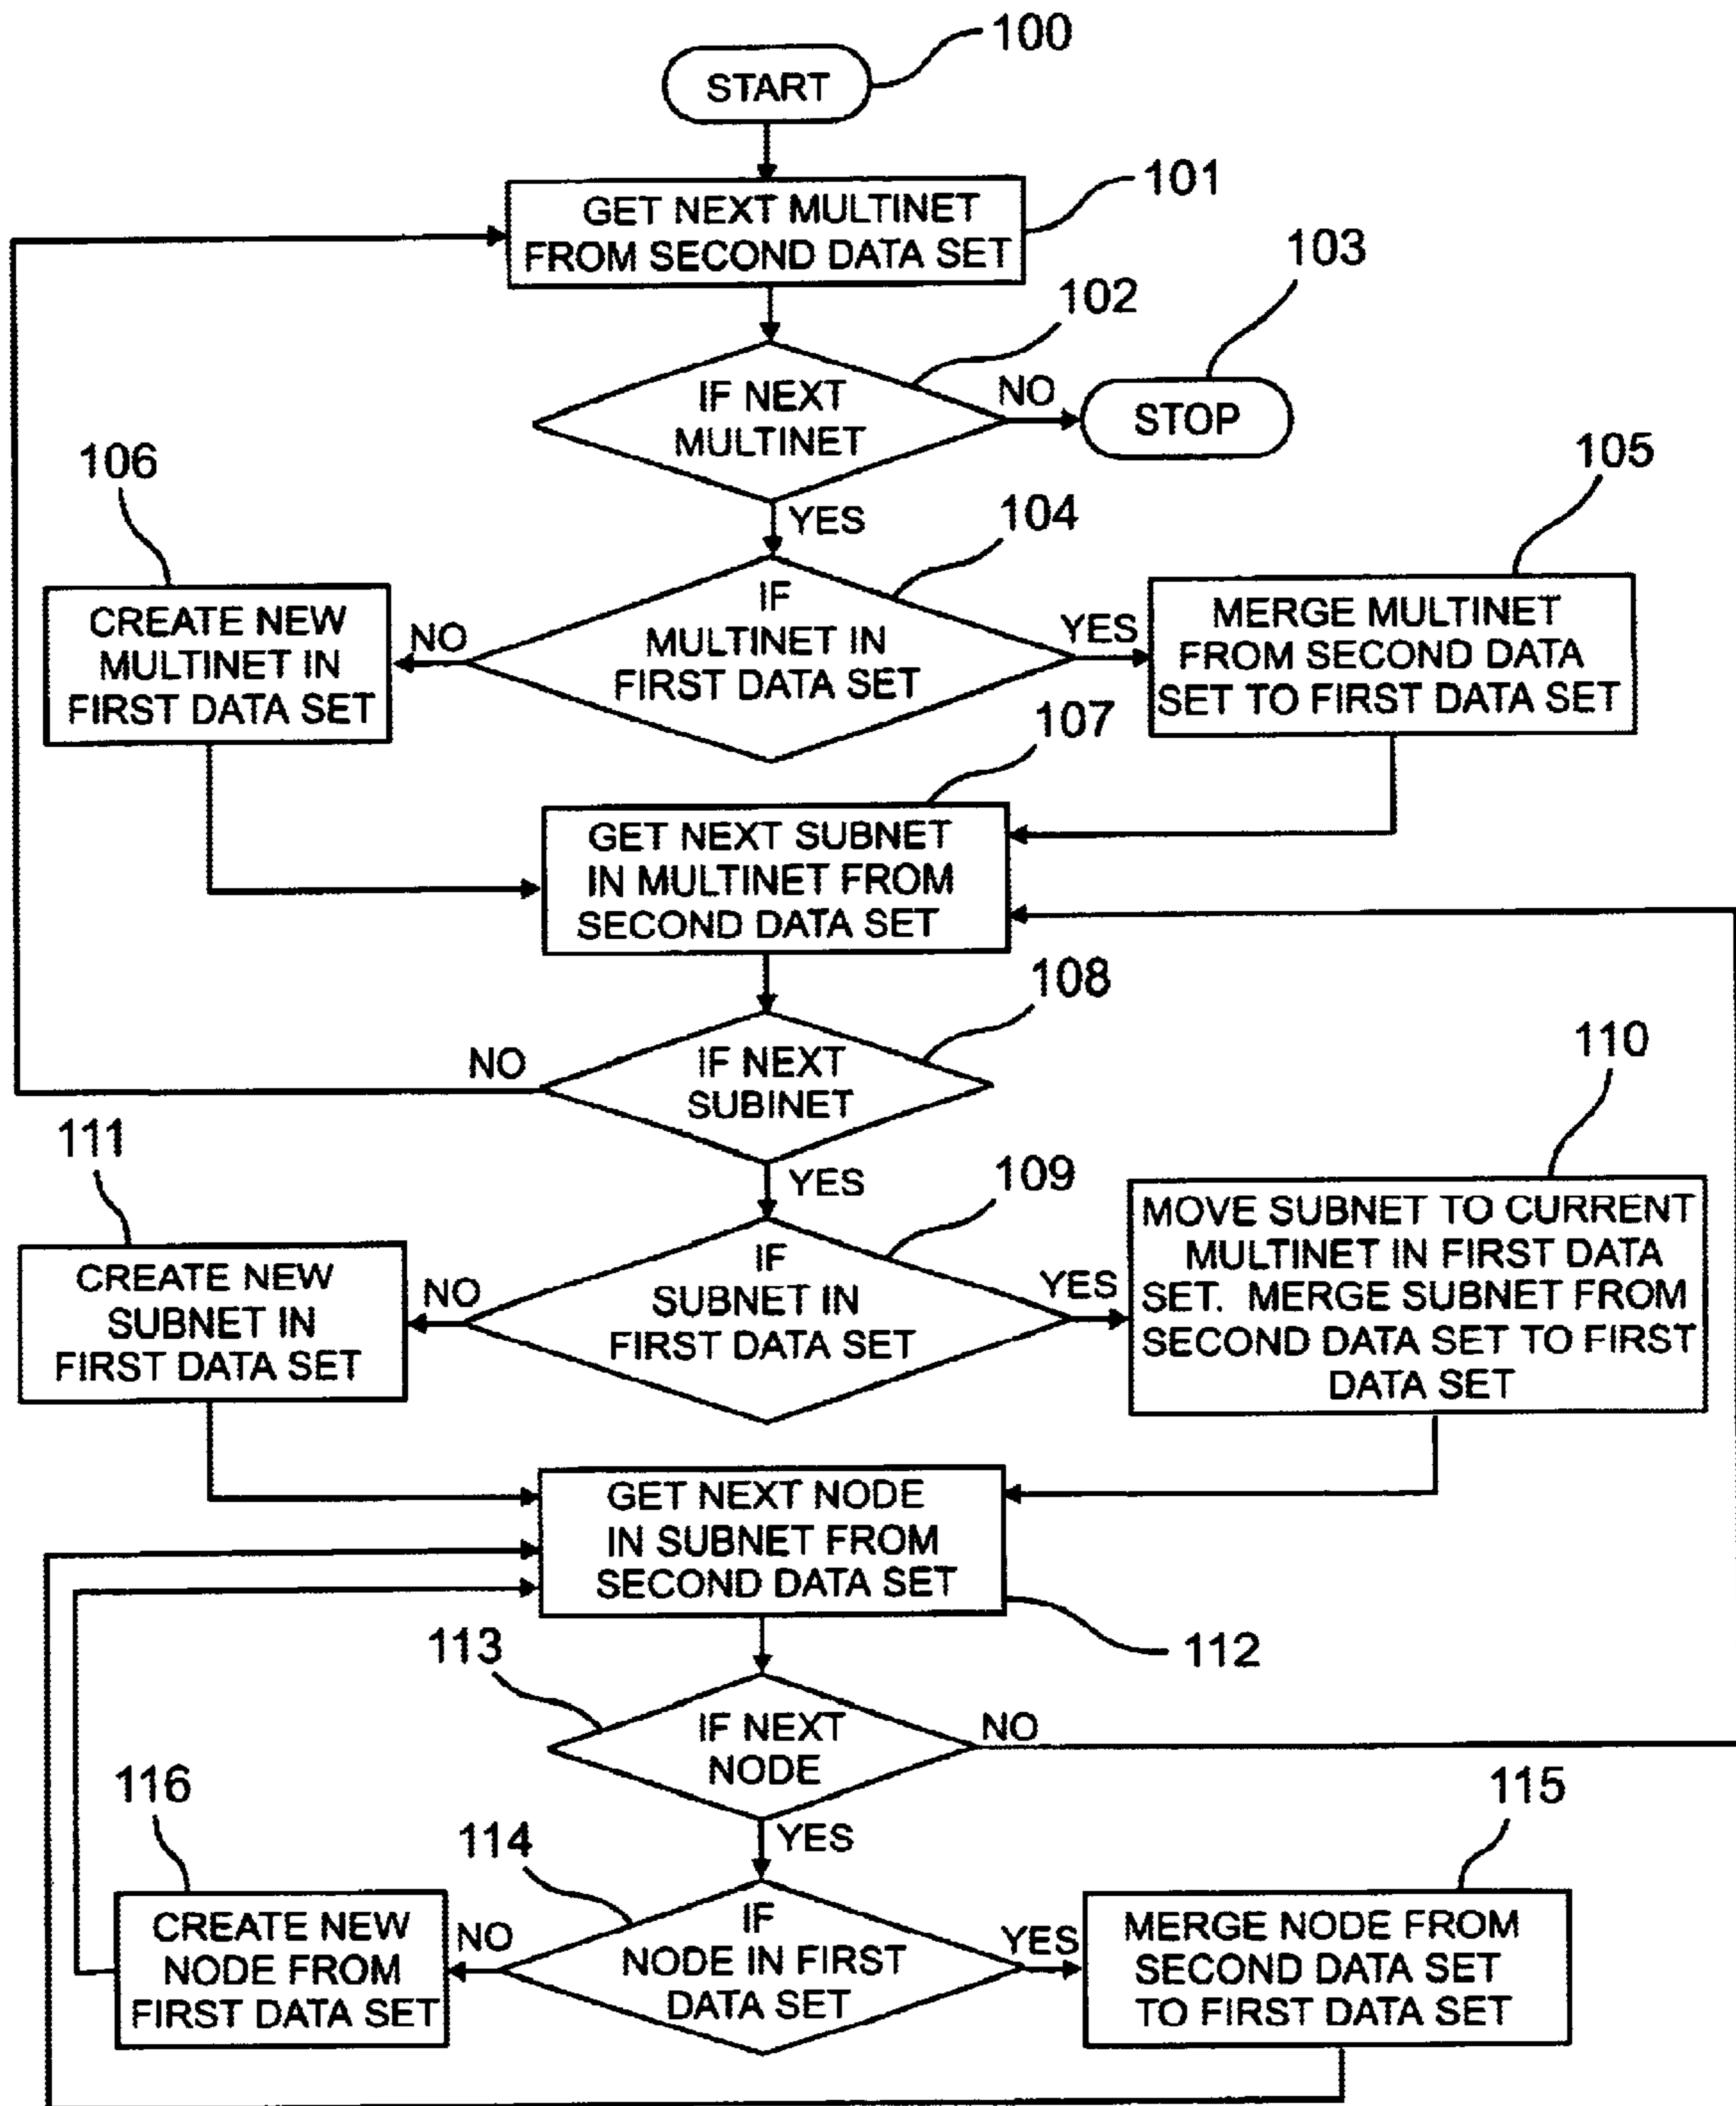 100
START
101
GET NEXT MULTINET
FROM SECOND DATA SET
102
103
IF NEXT
MULTINET
NO
STOP
YES
106
104
105
CREATE NEW
MULTINET IN
FIRST DATA SET
NO
IF
MULTINET IN
FIRST DATA SET
YES
MERGE MULTINET
FROM SECOND DATA
SET TO FIRST DATA SET
107
GET NEXT SUBNET
IN MULTINET FROM
SECOND DATA SET
108
NO
IF NEXT
SUBINET
110
111
YES
109
CREATE NEW
SUBNET IN
FIRST DATA SET
NO
IF
SUBNET IN
FIRST DATA SET
YES
MOVE SUBNET TO CURRENT
MULTINET IN FIRST DATA
SET. MERGE SUBNET FROM
SECOND DATA SET TO FIRST
DATA SET
GET NEXT NODE
IN SUBNET FROM
SECOND DATA SET
112
113
IF NEXT
NODE
NO
116
YES
114
115
CREATE NEW
NODE FROM
FIRST DATA SET
NO
IF
NODE IN FIRST
DATA SET
YES
MERGE NODE FROM
SECOND DATA SET
TO FIRST DATA SET